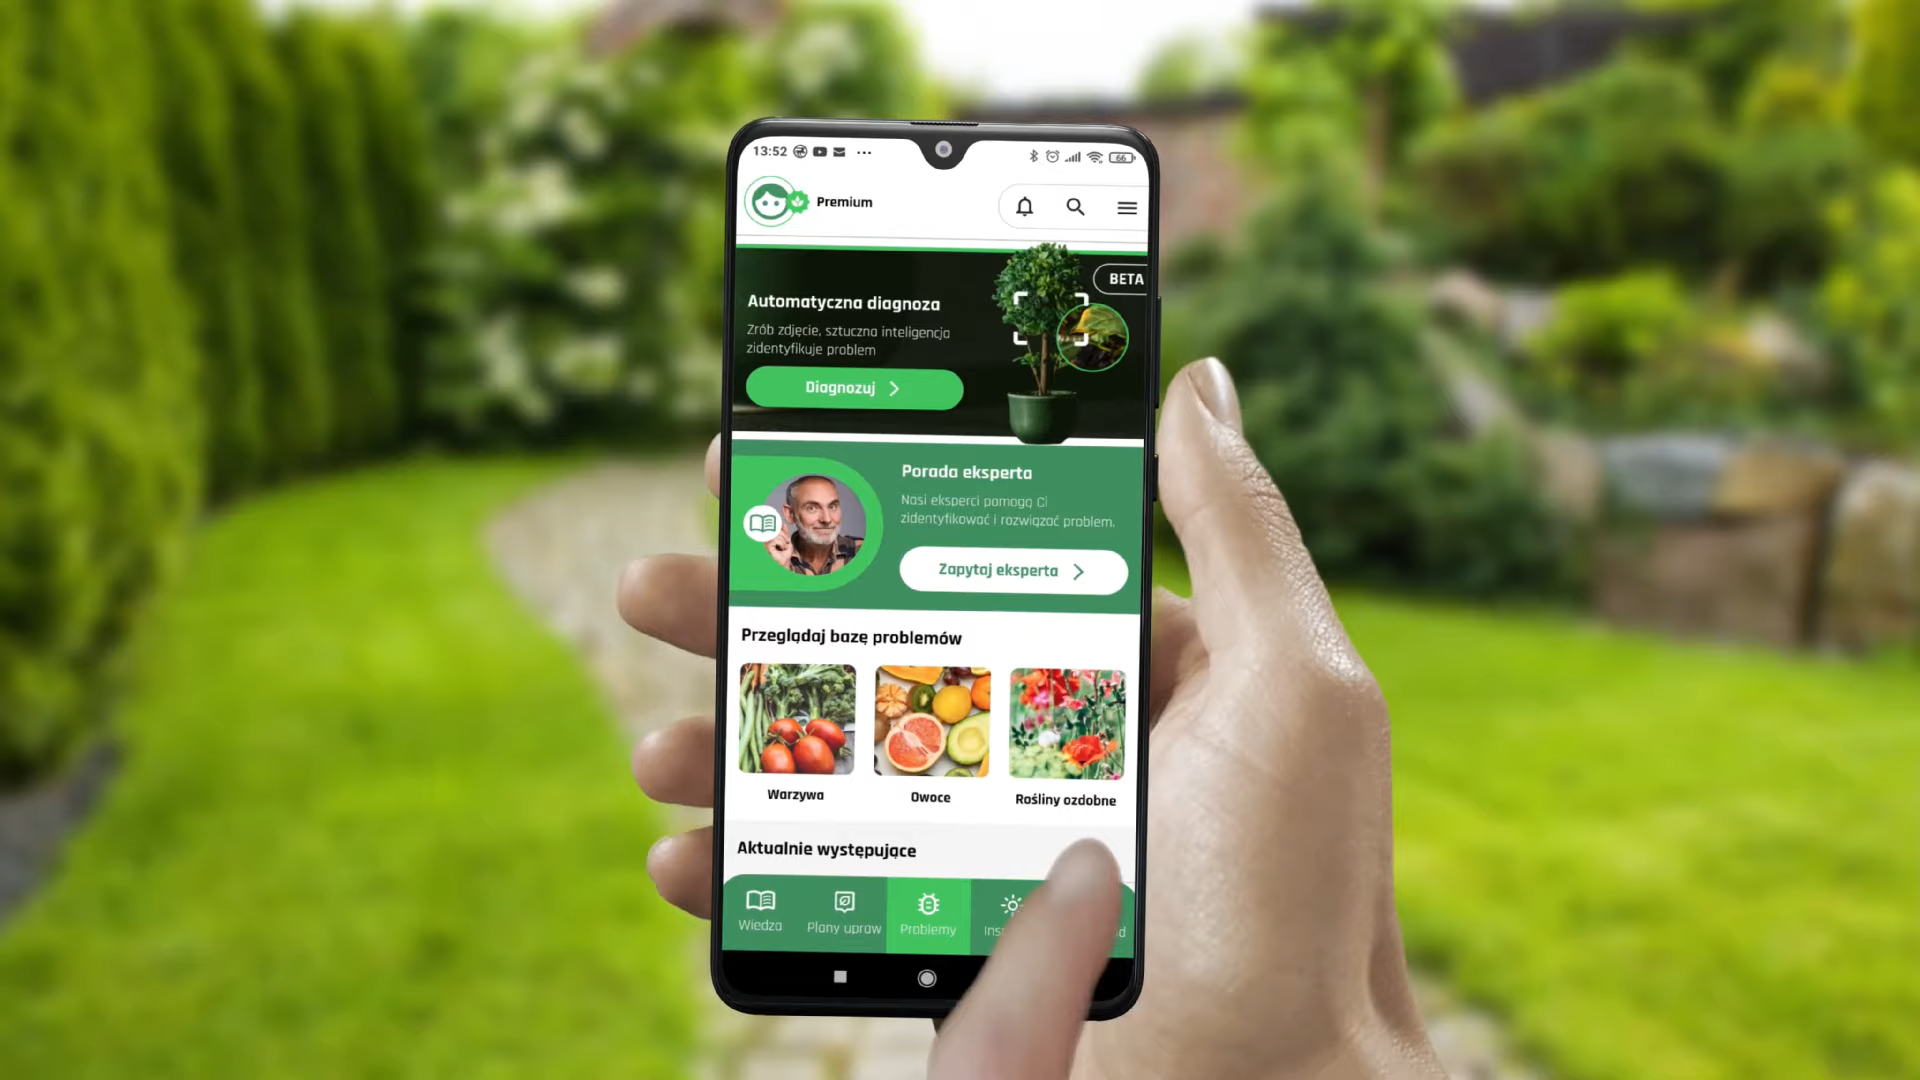 13:52
66
Premium
BETA
Automatyczna diagnoza
Zrób zdjęcie, sztuczna inteligencja
zidentyfikuje problem
Diagnozuj
Porada eksperta
Nasi eksperci pomogą Ci
zidentyfikować i rozwiązać problem.
Zapytaj eksperta
Przeglądaj bazę problemów
Warzywa
Owoce
Rośliny ozdobne
Aktualnie występujące
Wiedza
Plany upraw
Problemy